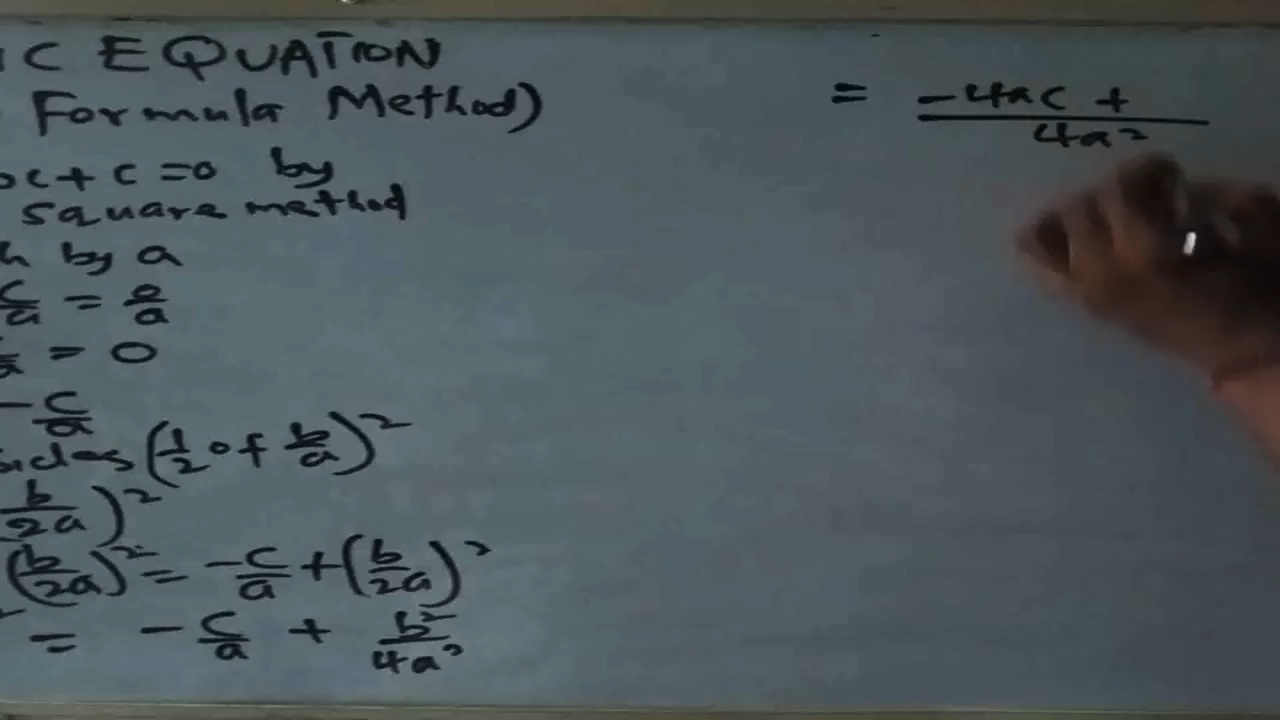 IC EQUATION
Formula Method)
x + c = 0 by
square method
h by a
c/a = 0/a
/a = 0
- c/a
sides (1/2 of b/a)²
b/2a)²
(b/2a)² = -c/a + (b/2a)²
= - c/a + b²/4a²
= -4ac + / 4a²